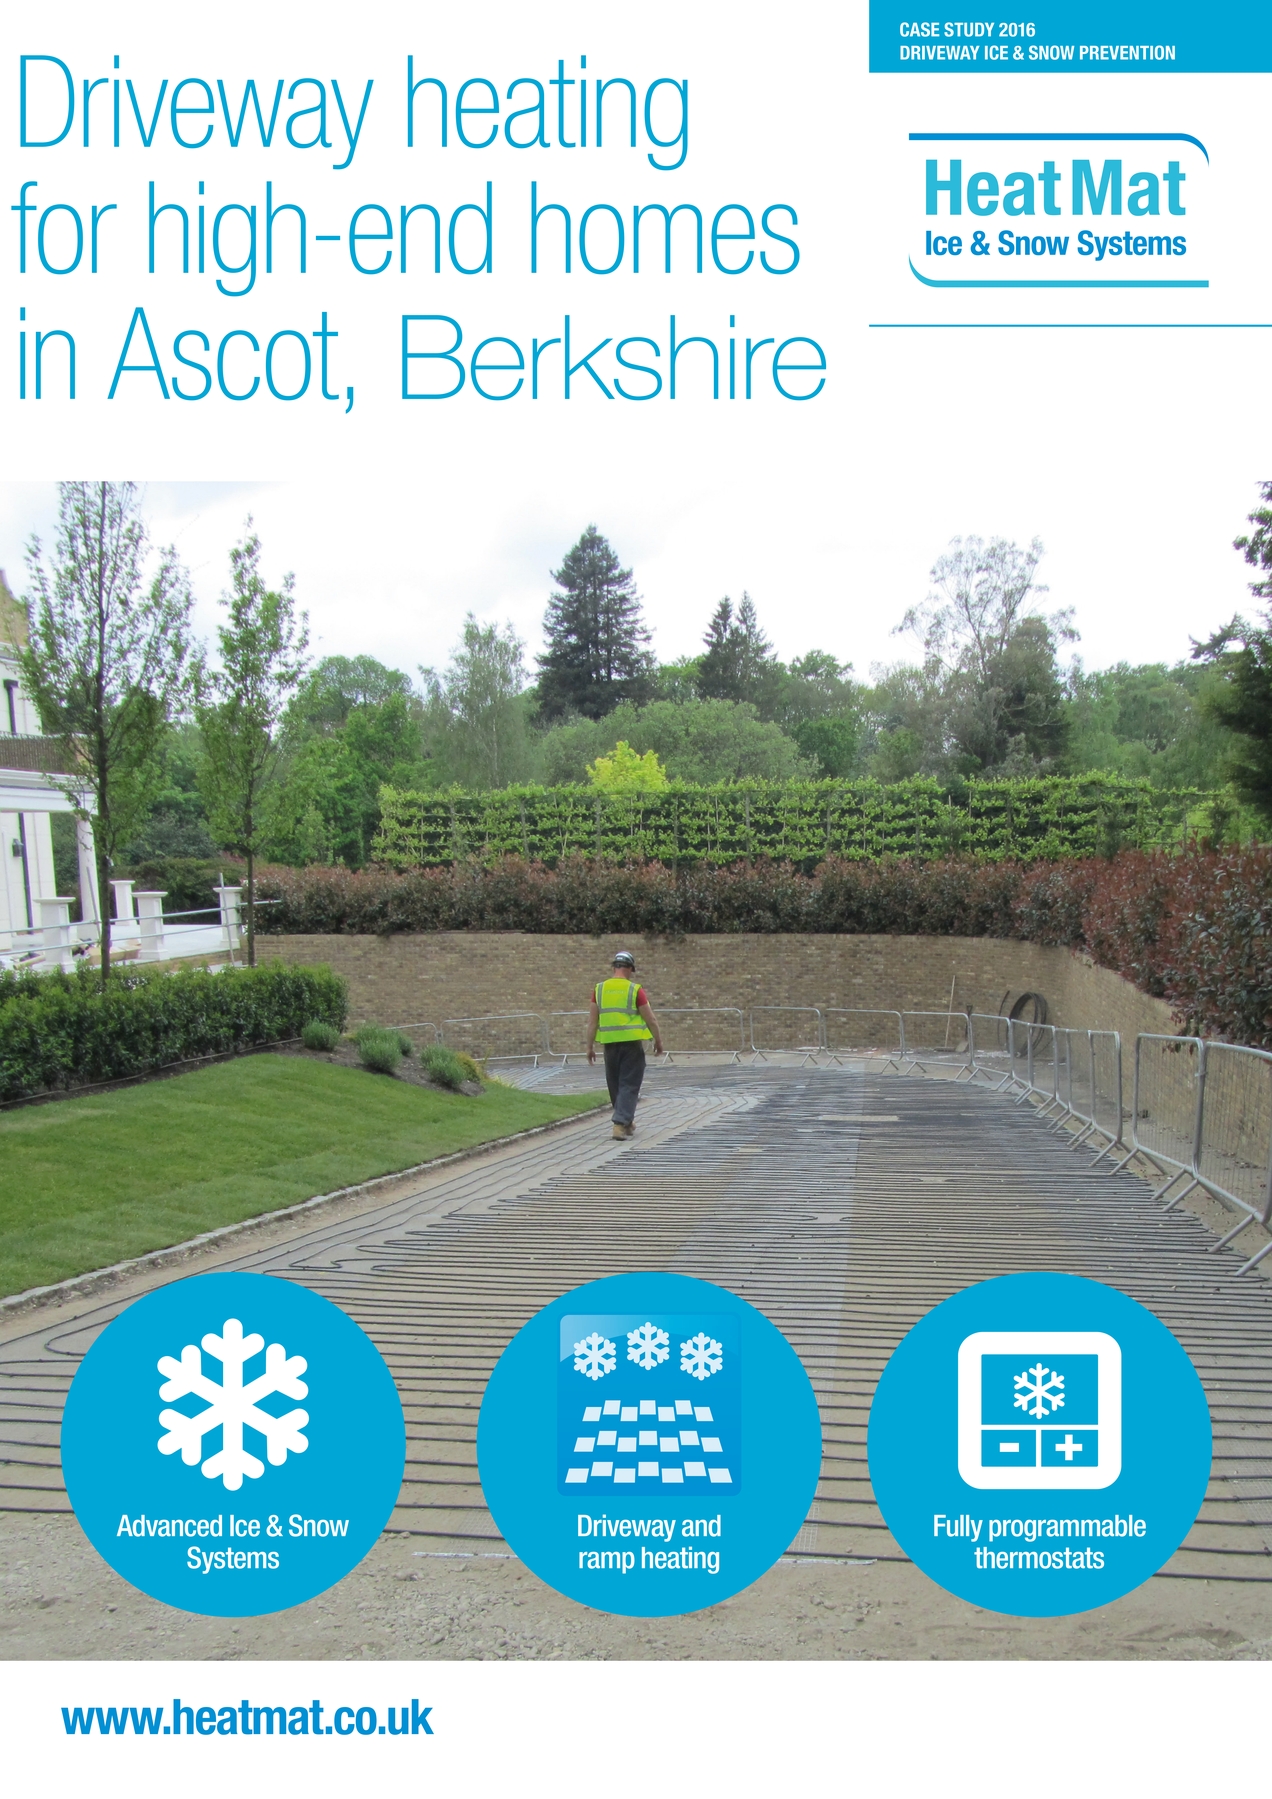 CASE STUDY 2016
DRIVEWAY ICE & SNOW PREVENTION
Driveway heating
for high-end homes
in Ascot, Berkshire
Heat Mat
Ice & Snow Systems
Advanced Ice & Snow
Systems
Driveway and
ramp heating
Fully programmable
thermostats
www.heatmat.co.uk